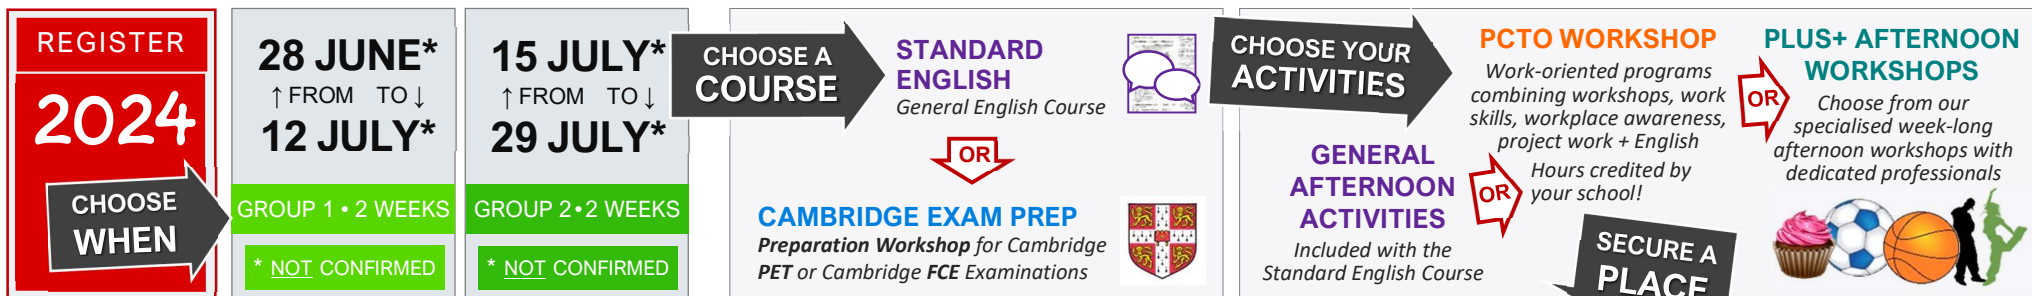 REGISTER
2024
CHOOSE
WHEN
28 JUNE*
↑ FROM TO ↓
12 JULY*
GROUP 1 • 2 WEEKS
* NOT CONFIRMED
15 JULY*
↑ FROM TO ↓
29 JULY*
GROUP 2 • 2 WEEKS
* NOT CONFIRMED
CHOOSE A
COURSE
STANDARD
ENGLISH
General English Course
OR
CAMBRIDGE EXAM PREP
Preparation Workshop for Cambridge
PET or Cambridge FCE Examinations
CHOOSE YOUR
ACTIVITIES
GENERAL
AFTERNOON
ACTIVITIES
Included with the
Standard English Course
OR
PCTO WORKSHOP
Work-oriented programs
combining workshops, work
skills, workplace awareness,
project work + English
Hours credited by
your school!
OR
PLUS+ AFTERNOON
WORKSHOPS
Choose from our
specialised week-long
afternoon workshops with
dedicated professionals
SECURE A
PLACE